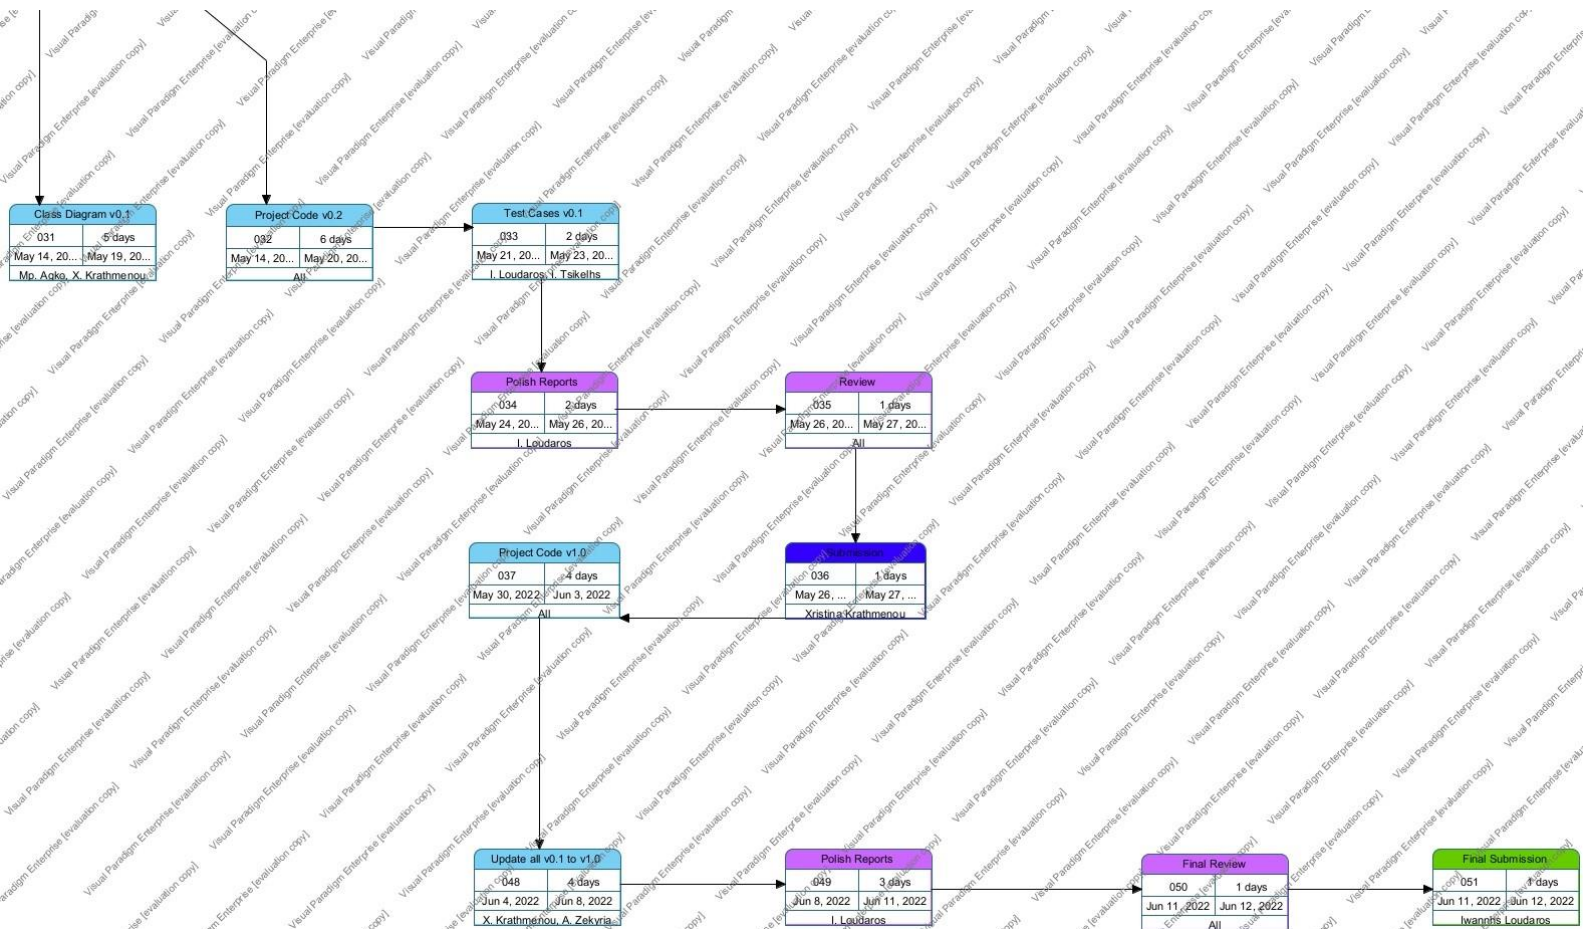 Class Diagram v0.1
031 5 days
May 14, 20... May 19, 20...
Mp. Agko, X. Krathmenou
Project Code v0.2
032 6 days
May 14, 20... May 20, 20...
All
Test Cases v0.1
033 2 days
May 21, 20... May 23, 20...
I. Loudaros, I. Tsikelhs
Polish Reports
034 2 days
May 24, 20... May 26, 20...
I. Loudaros
Review
035 1 days
May 26, 20... May 27, 20...
All
Project Code v1.0
037 4 days
May 30, 2022 Jun 3, 2022
All
Submission
036 1 days
May 26, ... May 27, ...
Xristina Krathmenou
Update all v0.1 to v1.0
048 4 days
Jun 4, 2022 Jun 8, 2022
X. Krathmenou, A. Zekyria
Polish Reports
049 3 days
Jun 8, 2022 Jun 11, 2022
I. Loudaros
Final Review
050 1 days
Jun 11, 2022 Jun 12, 2022
All
Final Submission
051 1 days
Jun 11, 2022 Jun 12, 2022
Iwannhs Loudaros
Visual Paradigm Enterprise [evaluation copy]